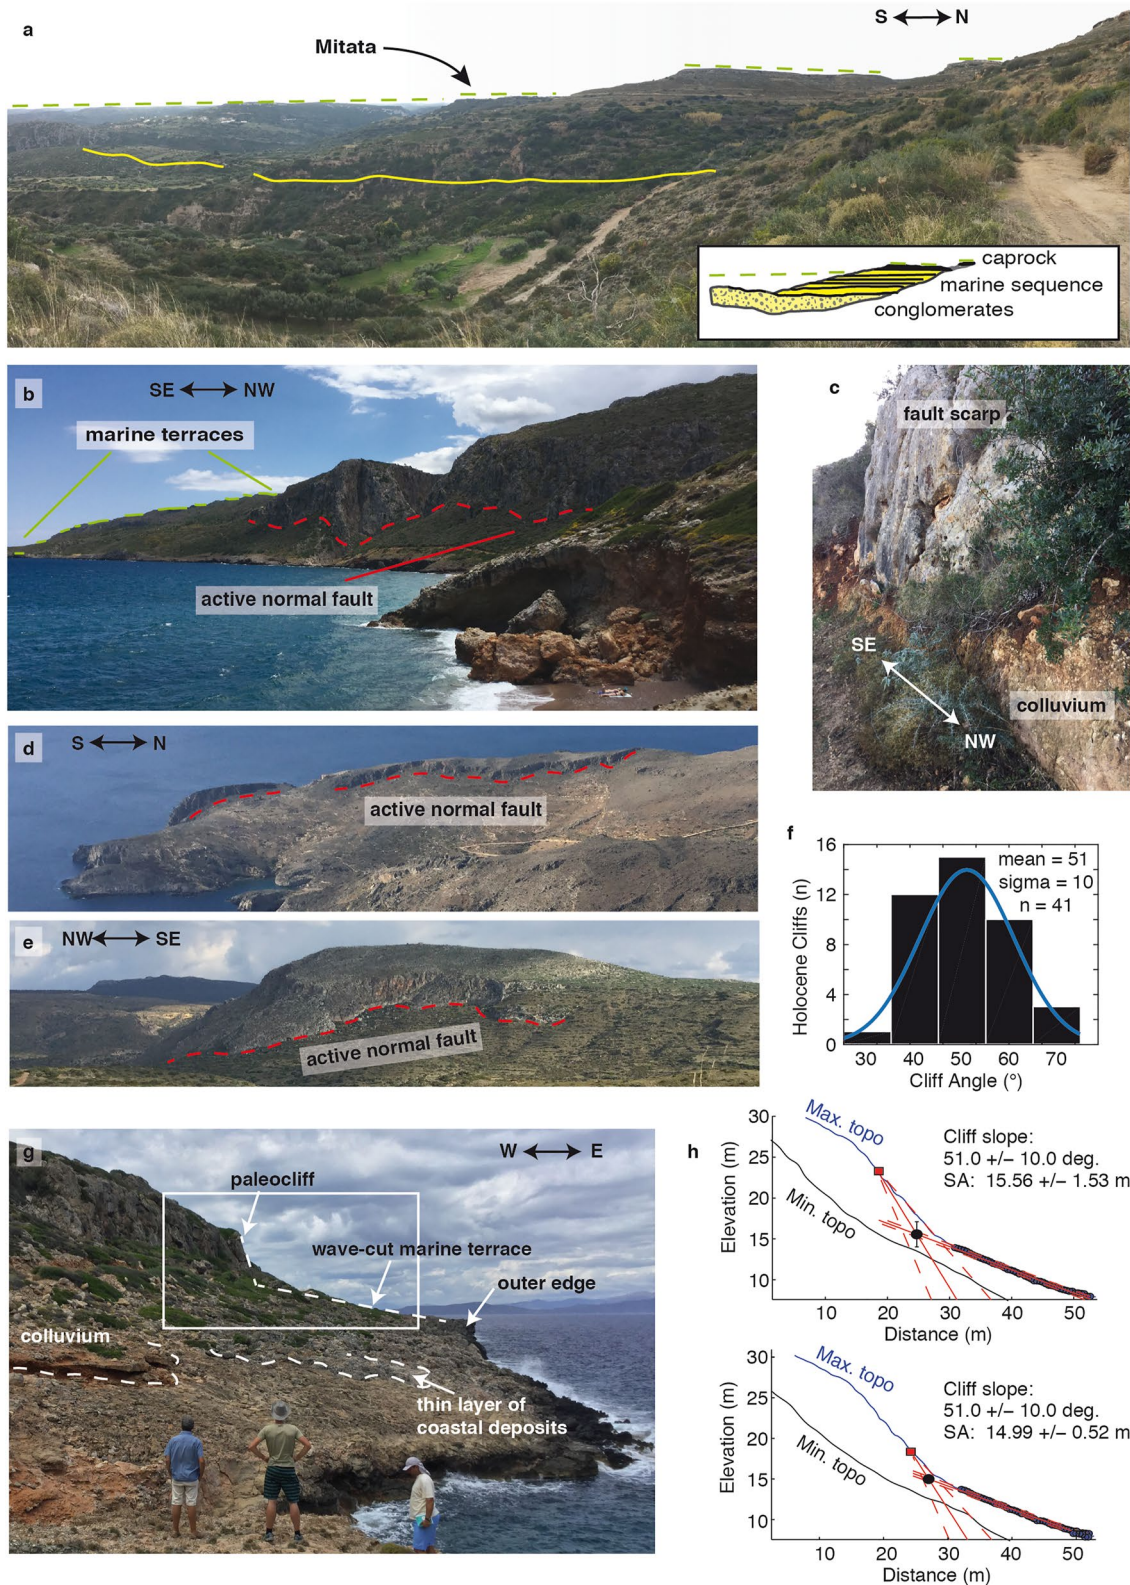 a
S N
Mitata
caprock
marine sequence
conglomerates
b
SE NW
marine terraces
active normal fault
c
fault scarp
SE
NW
colluvium
d
S N
active normal fault
e
NW SE
active normal fault
f
16
12
8
4
0
Holocene Cliffs (n)
mean = 51
sigma = 10
n = 41
30 40 50 60 70
Cliff Angle (°)
g
W E
paleocliff
wave-cut marine terrace
outer edge
colluvium
thin layer of
coastal deposits
h
30
25
20
15
10
Elevation (m)
Max. topo
Min. topo
Cliff slope:
51.0 +/– 10.0 deg.
SA: 15.56 +/– 1.53 m
10 20 30 40 50
Distance (m)
30
25
20
15
10
Elevation (m)
Max. topo
Min. topo
Cliff slope:
51.0 +/– 10.0 deg.
SA: 14.99 +/– 0.52 m
10 20 30 40 50
Distance (m)